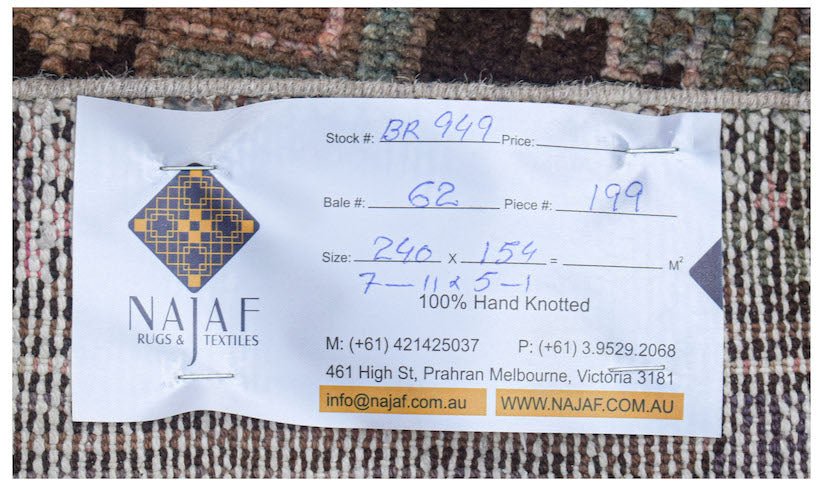 Stock #: BR 949 Price:
Bale #: 62 Piece #: 199
Size: 240 x 154 = M²
7-11 x 5-1
100% Hand Knotted
NAJAF
RUGS & TEXTILES
M: (+61) 421425037 P: (+61) 3.9529.2068
461 High St, Prahran Melbourne, Victoria 3181
info@najaf.com.au WWW.NAJAF.COM.AU